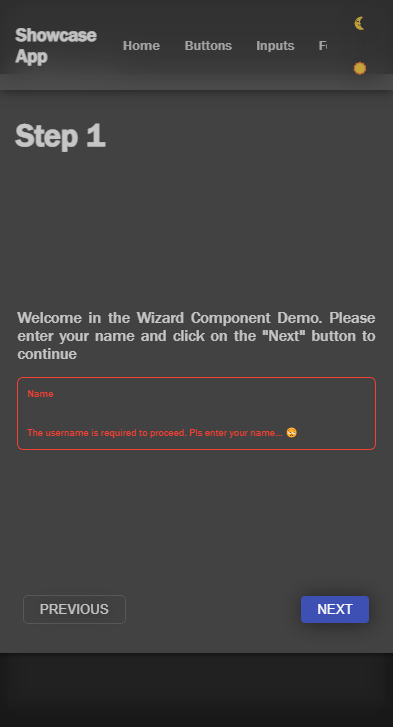 Showcase
App
Home Buttons Inputs
Step 1
Welcome in the Wizard Component Demo. Please
enter your name and click on the "Next" button to
continue
Name
The username is required to proceed. Pls enter your name...
PREVIOUS NEXT